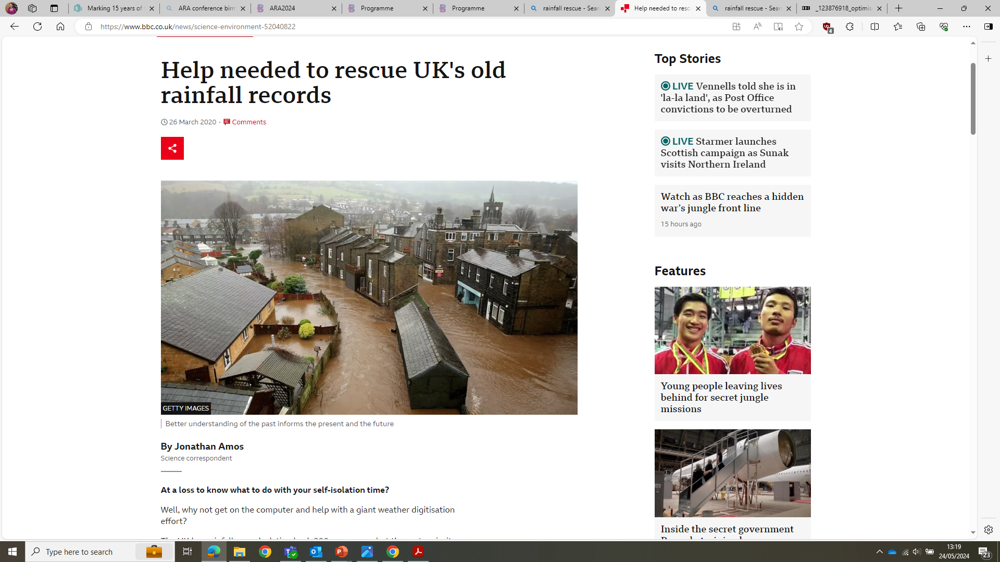 Marking 15 years of
ARA conference birm
ARA2024
Programme
Programme
rainfall rescue - Sear
Help needed to resc
rainfall rescue - Sear
BBC
_123876918_optimis
https://www.bbc.co.uk/news/science-environment-52040822
4
Help needed to rescue UK's old
rainfall records
26 March 2020 · Comments
GETTY IMAGES
Better understanding of the past informs the present and the future
By Jonathan Amos
Science correspondent
At a loss to know what to do with your self-isolation time?
Well, why not get on the computer and help with a giant weather digitisation
effort?
Top Stories
LIVE Vennells told she is in
'la-la land', as Post Office
convictions to be overturned
LIVE Starmer launches
Scottish campaign as Sunak
visits Northern Ireland
Watch as BBC reaches a hidden
war’s jungle front line
15 hours ago
Features
Young people leaving lives
behind for secret jungle
missions
Inside the secret government
Type here to search
13:19
24/05/2024
23